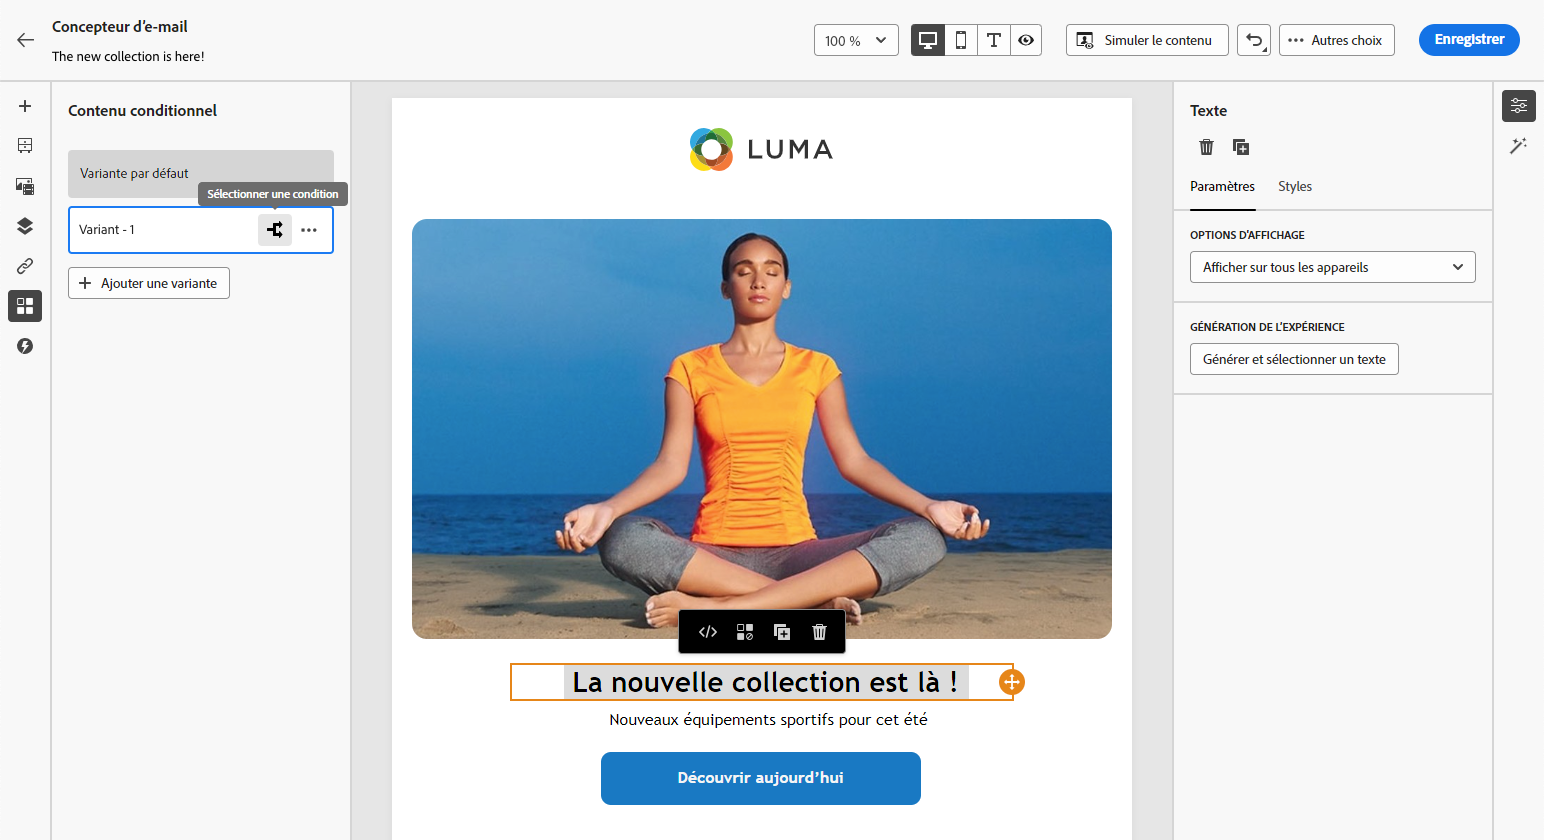 Concepteur d'e-mail
The new collection is here!
100 %
Simuler le contenu
Autres choix
Enregistrer
Contenu conditionnel
Variante par défaut
Sélectionner une condition
Variant - 1
Ajouter une variante
LUMA
La nouvelle collection est là !
Nouveaux équipements sportifs pour cet été
Découvrir aujourd'hui
Texte
Paramètres
Styles
OPTIONS D'AFFICHAGE
Afficher sur tous les appareils
GÉNÉRATION DE L'EXPÉRIENCE
Générer et sélectionner un texte